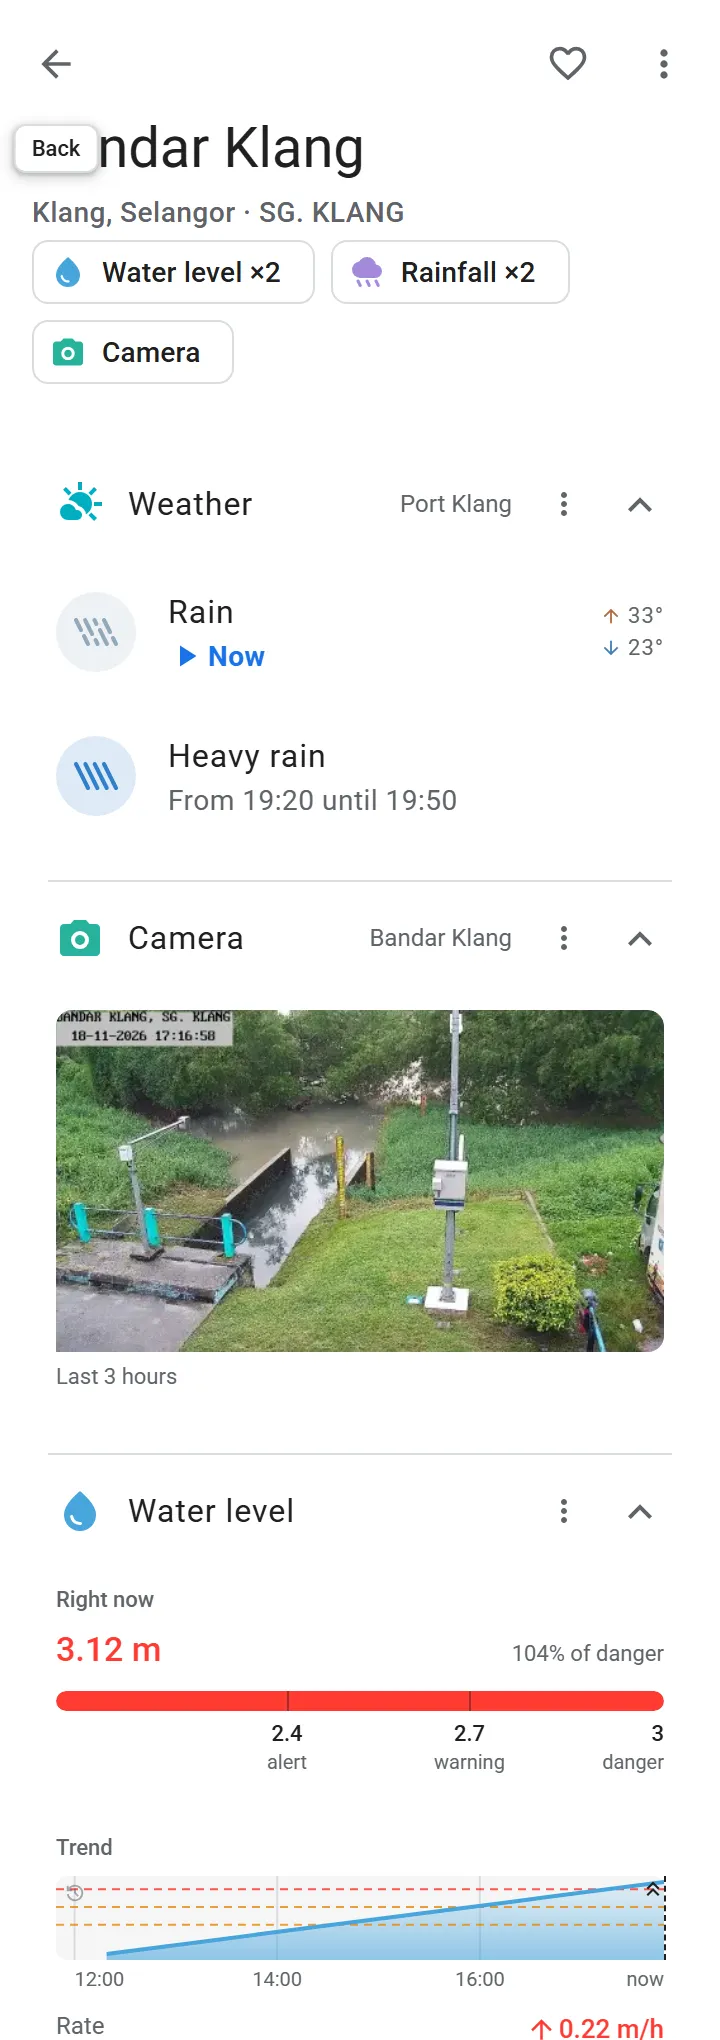 Back
ndar Klang
Klang, Selangor · SG. KLANG
Water level ×2
Rainfall ×2
Camera
Weather
Port Klang
Rain
33°
Now
23°
Heavy rain
From 19:20 until 19:50
Camera
Bandar Klang
BANDAR KLANG, SG. KLANG
18-11-2026 17:16:58
Last 3 hours
Water level
Right now
3.12 m
104% of danger
2.4 2.7 3
alert warning danger
Trend
12:00 14:00 16:00 now
Rate
0.22 m/h